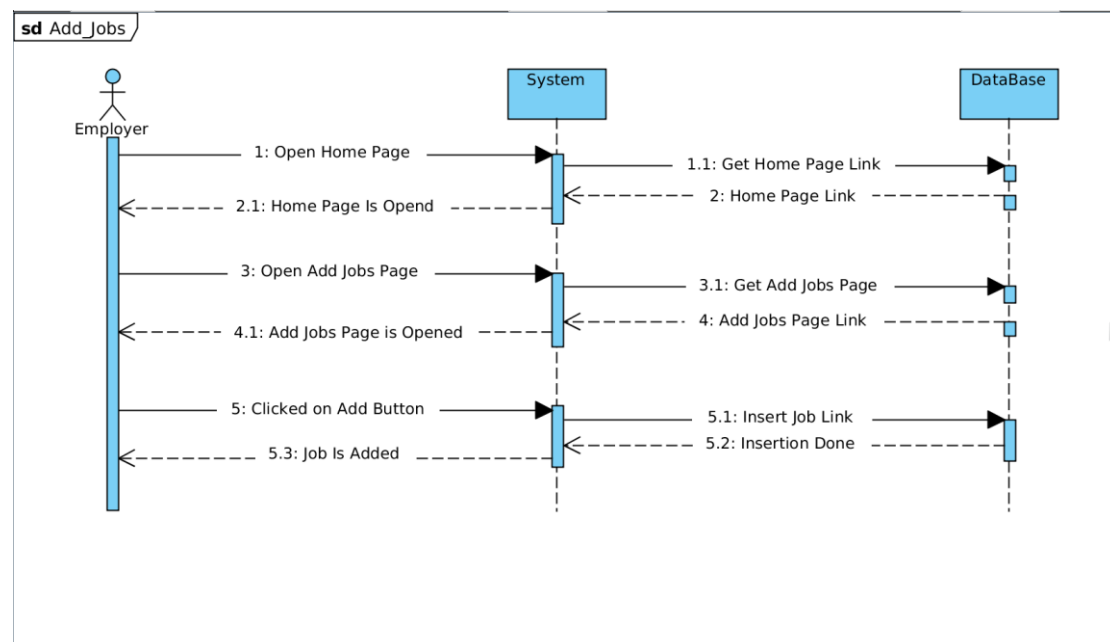 sd Add_Jobs
System
DataBase
Employer
1: Open Home Page
1.1: Get Home Page Link
2: Home Page Link
2.1: Home Page Is Opend
3: Open Add Jobs Page
3.1: Get Add Jobs Page
4: Add Jobs Page Link
4.1: Add Jobs Page is Opened
5: Clicked on Add Button
5.1: Insert Job Link
5.2: Insertion Done
5.3: Job Is Added